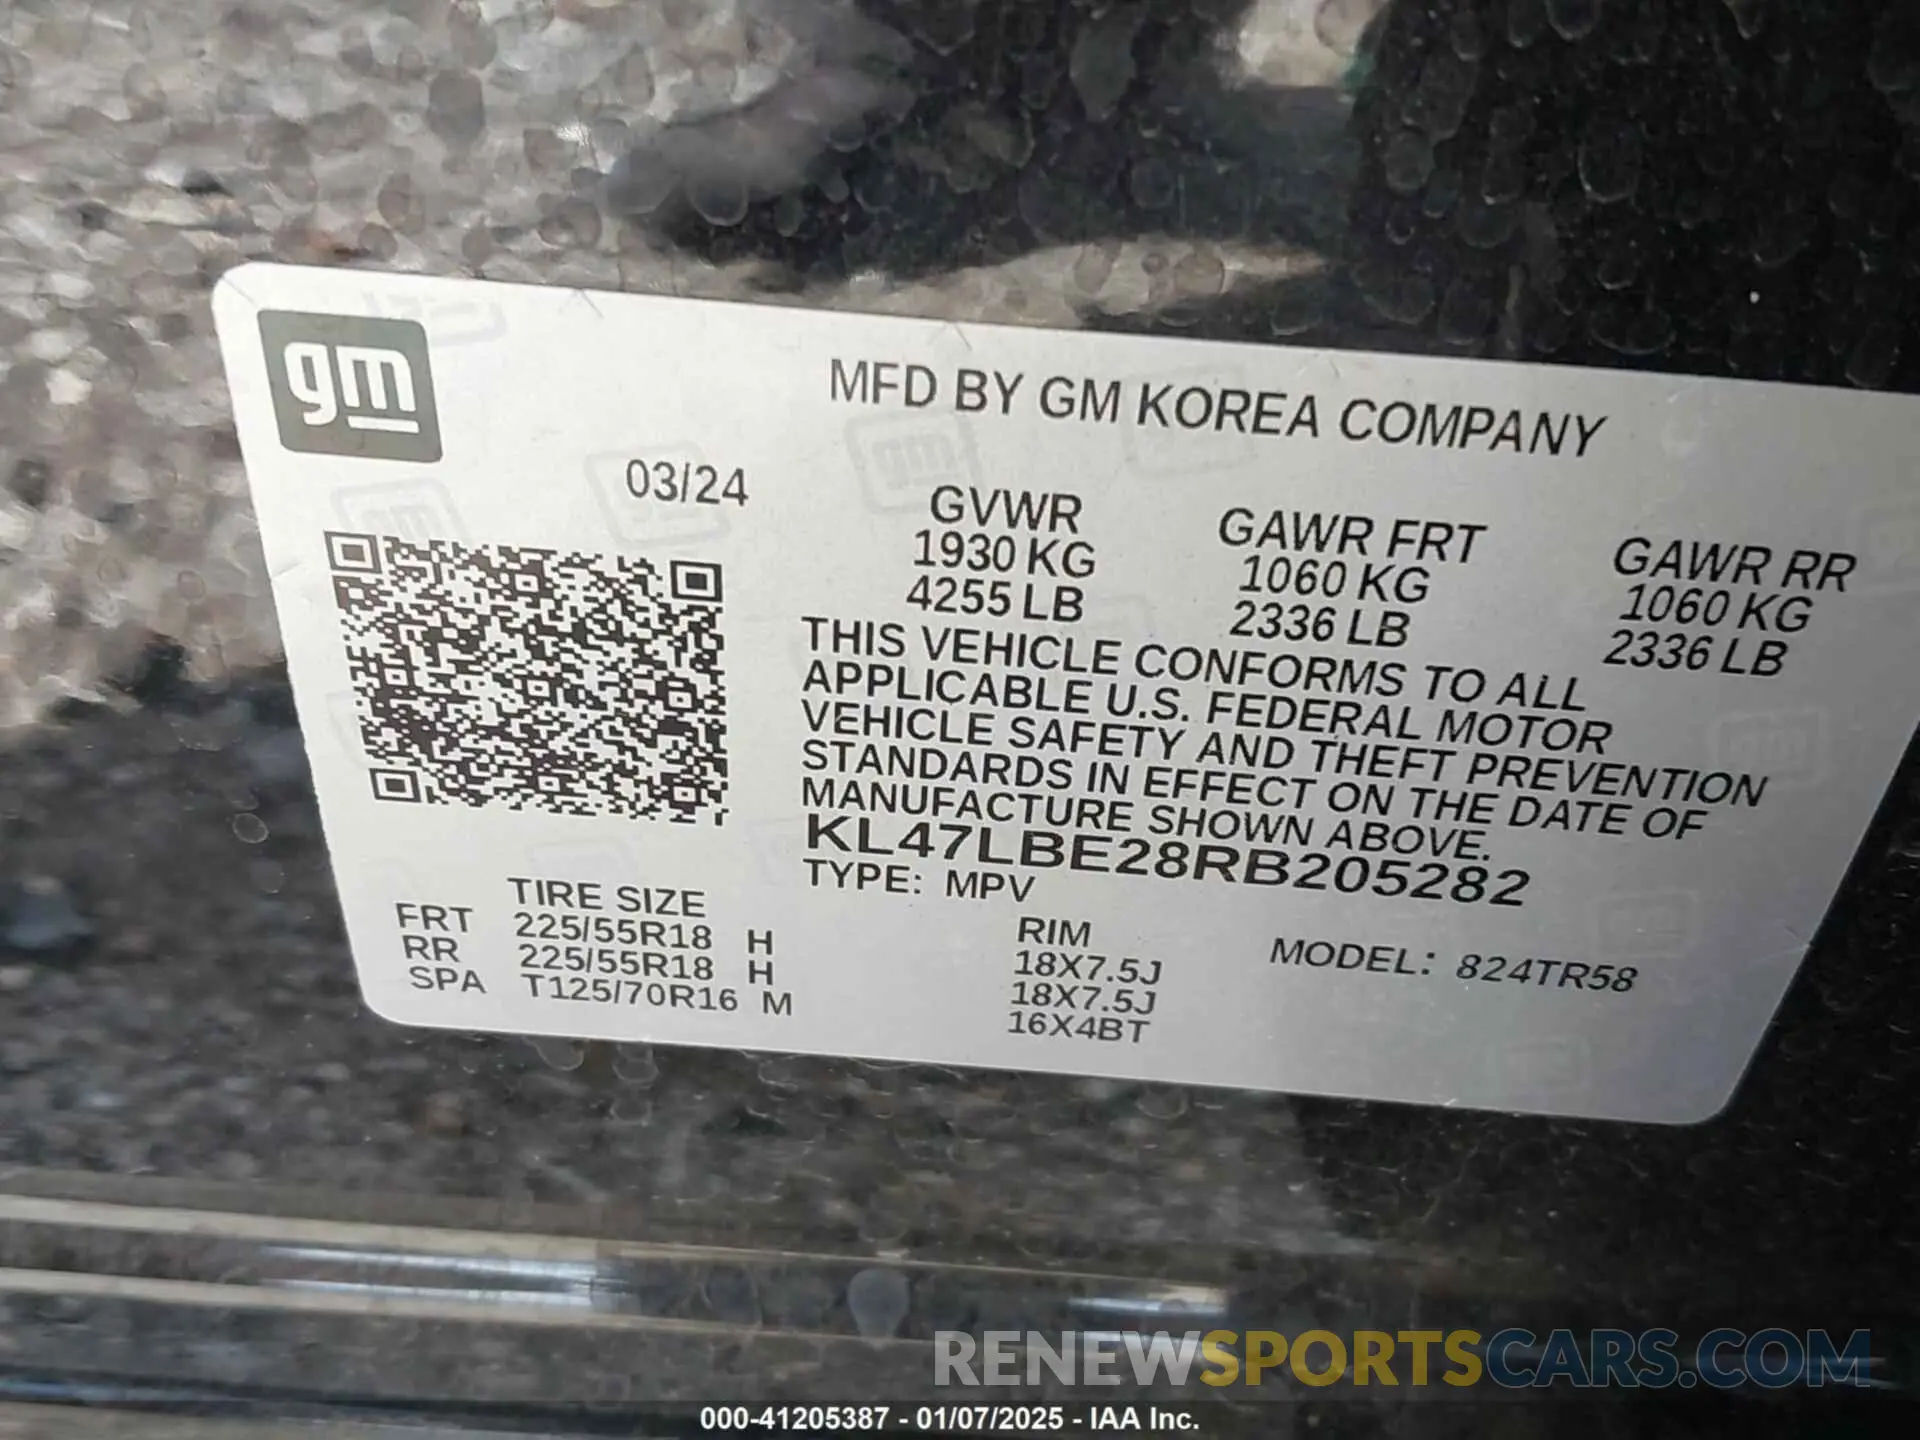 gm
MFD BY GM KOREA COMPANY
03/24
GVWR GAWR FRT GAWR RR
1930 KG 1060 KG 1060 KG
4255 LB 2336 LB 2336 LB
THIS VEHICLE CONFORMS TO ALL
APPLICABLE U.S. FEDERAL MOTOR
VEHICLE SAFETY AND THEFT PREVENTION
STANDARDS IN EFFECT ON THE DATE OF
MANUFACTURE SHOWN ABOVE.
KL47LBE28RB205282
TYPE: MPV
TIRE SIZE RIM MODEL: 824TR58
FRT 225/55R18 H 18X7.5J
RR 225/55R18 H 18X7.5J
SPA T125/70R16 M 16X4BT
RENEWSPORTSCARS.COM
000-41205387 - 01/07/2025 - IAA Inc.